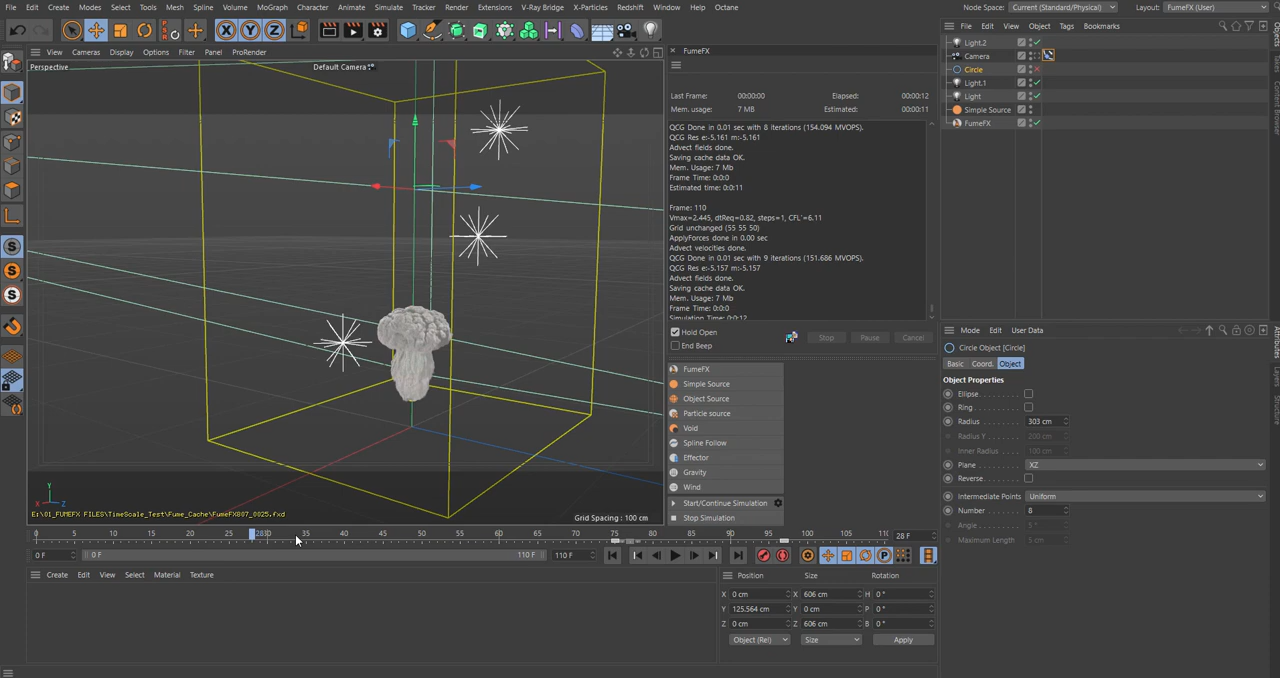 File Edit Create Modes Select Tools Mesh Spline Volume MoGraph Character Animate Simulate Tracker Render Extensions V-Ray Bridge X-Particles Redshift Window Help Octane
Node Space: Current (Standard/Physical) Layout: FumeFX (User)
View Cameras Display Options Filter Panel ProRender
Perspective
Default Camera
FumeFX
Last Frame: 00:00:00 Elapsed: 00:00:12
Mem. usage: 7 MB Estimated: 00:00:11
QCG Done in 0.01 sec with 8 iterations (154.094 MVOPS).
QCG Res e:-5.161 m:-5.161
Advect fields done.
Saving cache data OK.
Mem. Usage: 7 Mb
Frame Time: 0:0:0
Estimated time: 0:0:11
Frame: 110
Vmax=2.445, dtReq=0.82, steps=1, CFL`=6.11
Grid unchanged (55 55 50)
ApplyForces done in 0.00 sec
Advect velocities done.
QCG Done in 0.01 sec with 9 iterations (151.686 MVOPS).
QCG Res e:-5.157 m:-5.157
Advect fields done.
Saving cache data OK.
Mem. Usage: 7 Mb
Frame Time: 0:0:0
Simulation Time: 0:0:12
Hold Open
End Beep
Stop Pause Cancel
FumeFX
Simple Source
Object Source
Particle source
Void
Spline Follow
Effector
Gravity
Wind
Start/Continue Simulation
Stop Simulation
E:\01_FUMEFX FILES\TimeScale_Test\Fume_Cache\FumeFX807_0025.fxd
Grid Spacing : 100 cm
0 5 10 15 20 25 2830 35 40 45 50 55 60 65 70 75 80 85 90 95 100 105 110
28 F
0 F 0 F 110 F 110 F
Create Edit View Select Material Texture
Position Size Rotation
X 0 cm X 606 cm H 0 °
Y 125.564 cm Y 0 cm P 0 °
Z 0 cm Z 606 cm B 0 °
Object (Rel) Size Apply
File Edit View Object Tags Bookmarks
Light.2
Camera
Circle
Light.1
Light
Simple Source
FumeFX
Objects
Takes
Content Browser
Attributes
Layers
Structure
Mode Edit User Data
Circle Object [Circle]
Basic Coord. Object
Object Properties
Ellipse
Ring
Radius 303 cm
Radius Y 200 cm
Inner Radius 100 cm
Plane XZ
Reverse
Intermediate Points Uniform
Number 8
Angle 5 °
Maximum Length 5 cm